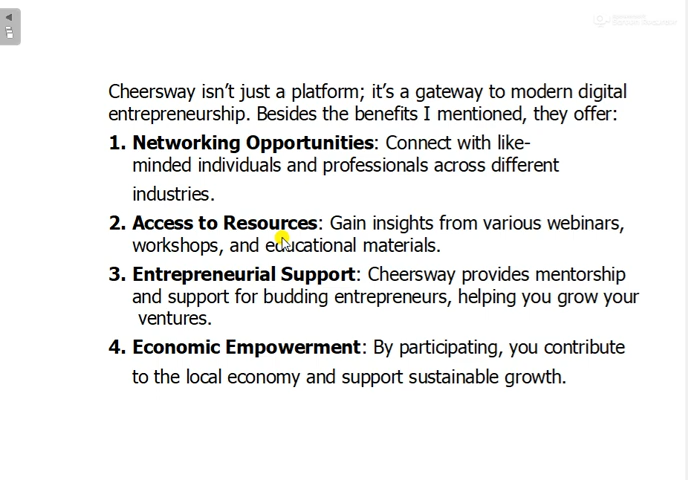 Cheersway isn't just a platform; it's a gateway to modern digital
entrepreneurship. Besides the benefits I mentioned, they offer:
1. Networking Opportunities: Connect with like-
minded individuals and professionals across different
industries.
2. Access to Resources: Gain insights from various webinars,
workshops, and educational materials.
3. Entrepreneurial Support: Cheersway provides mentorship
and support for budding entrepreneurs, helping you grow your
ventures.
4. Economic Empowerment: By participating, you contribute
to the local economy and support sustainable growth.